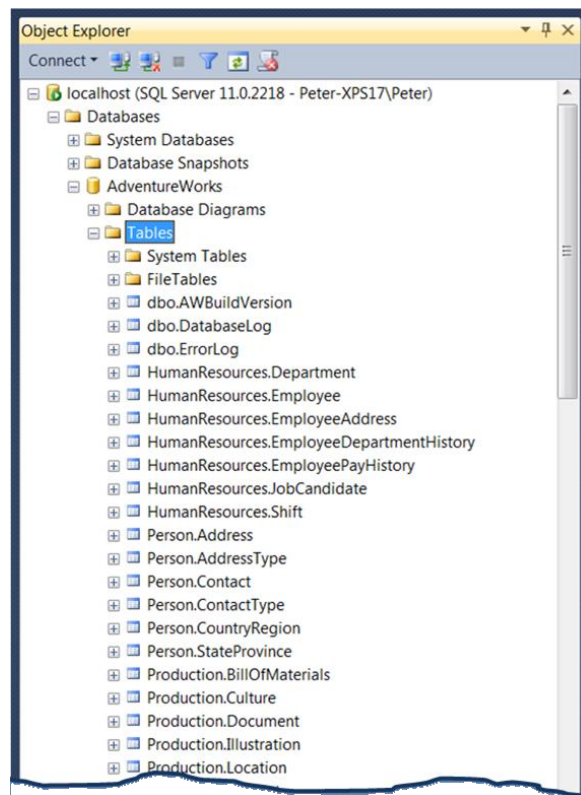 Object Explorer
Connect
localhost (SQL Server 11.0.2218 - Peter-XPS17\Peter)
Databases
System Databases
Database Snapshots
AdventureWorks
Database Diagrams
Tables
System Tables
FileTables
dbo.AWBuildVersion
dbo.DatabaseLog
dbo.ErrorLog
HumanResources.Department
HumanResources.Employee
HumanResources.EmployeeAddress
HumanResources.EmployeeDepartmentHistory
HumanResources.EmployeePayHistory
HumanResources.JobCandidate
HumanResources.Shift
Person.Address
Person.AddressType
Person.Contact
Person.ContactType
Person.CountryRegion
Person.StateProvince
Production.BillOfMaterials
Production.Culture
Production.Document
Production.Illustration
Production.Location